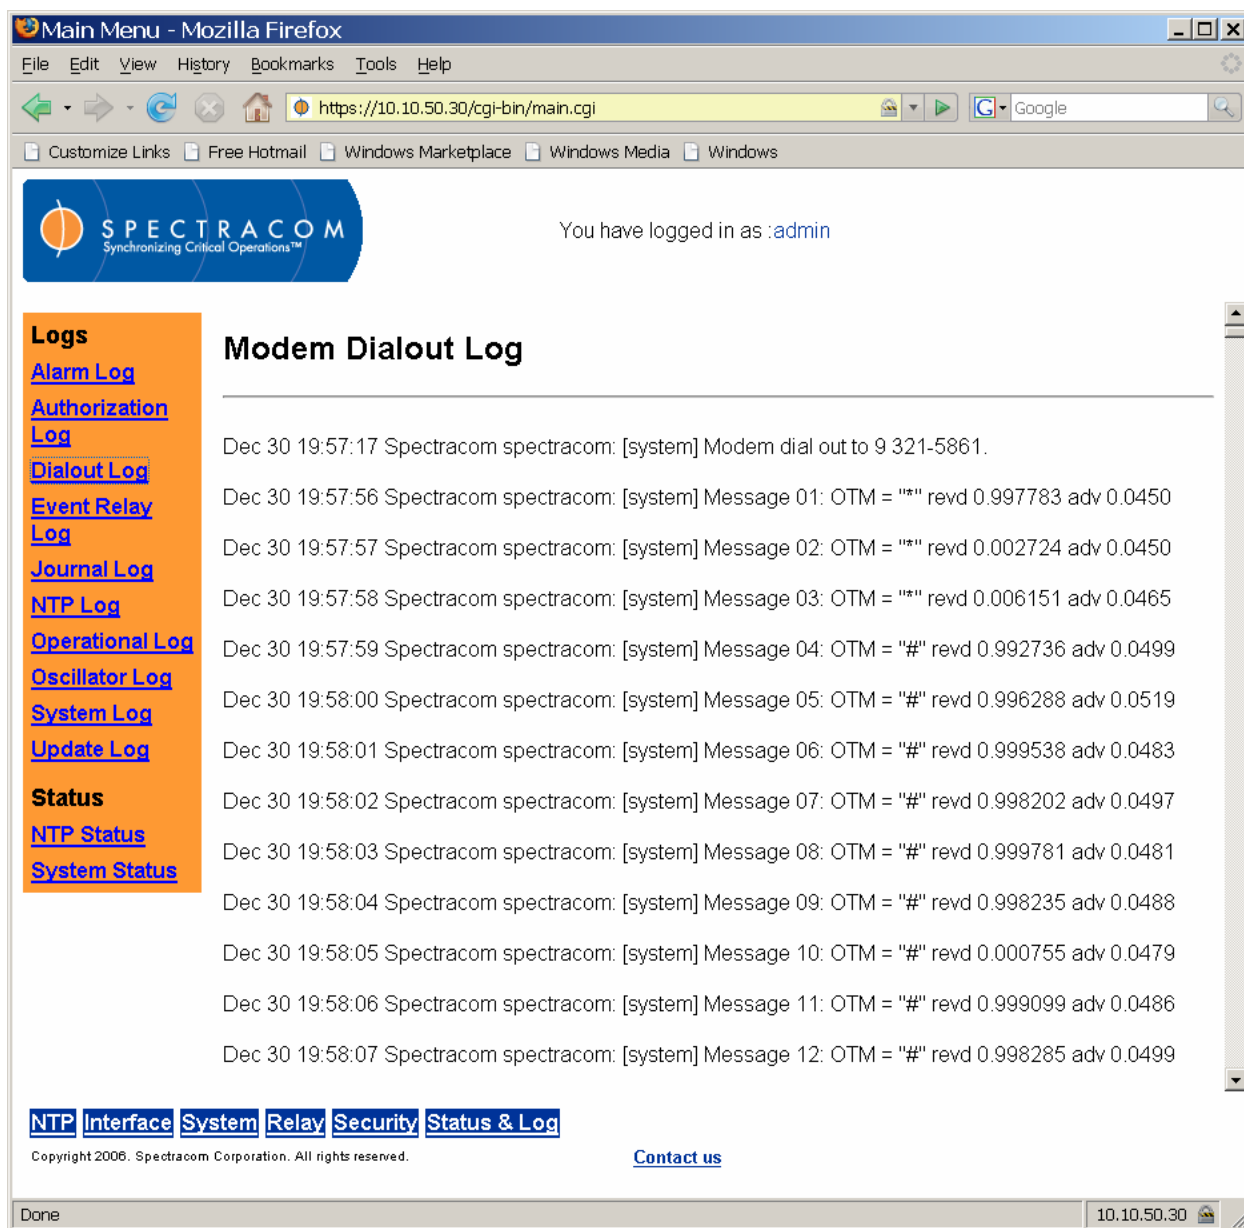 Main Menu - Mozilla Firefox
File Edit View History Bookmarks Tools Help
https://10.10.50.30/cgi-bin/main.cgi
G Google
Customize Links Free Hotmail Windows Marketplace Windows Media Windows
SPECTRACOM
Synchronizing Critical Operations™
You have logged in as :admin
Logs
Alarm Log
Authorization
Log
Dialout Log
Event Relay
Log
Journal Log
NTP Log
Operational Log
Oscillator Log
System Log
Update Log
Status
NTP Status
System Status
Modem Dialout Log
Dec 30 19:57:17 Spectracom spectracom: [system] Modem dial out to 9 321-5861.
Dec 30 19:57:56 Spectracom spectracom: [system] Message 01: OTM = "*" revd 0.997783 adv 0.0450
Dec 30 19:57:57 Spectracom spectracom: [system] Message 02: OTM = "*" revd 0.002724 adv 0.0450
Dec 30 19:57:58 Spectracom spectracom: [system] Message 03: OTM = "*" revd 0.006151 adv 0.0465
Dec 30 19:57:59 Spectracom spectracom: [system] Message 04: OTM = "#" revd 0.992736 adv 0.0499
Dec 30 19:58:00 Spectracom spectracom: [system] Message 05: OTM = "#" revd 0.996288 adv 0.0519
Dec 30 19:58:01 Spectracom spectracom: [system] Message 06: OTM = "#" revd 0.999538 adv 0.0483
Dec 30 19:58:02 Spectracom spectracom: [system] Message 07: OTM = "#" revd 0.998202 adv 0.0497
Dec 30 19:58:03 Spectracom spectracom: [system] Message 08: OTM = "#" revd 0.999781 adv 0.0481
Dec 30 19:58:04 Spectracom spectracom: [system] Message 09: OTM = "#" revd 0.998235 adv 0.0488
Dec 30 19:58:05 Spectracom spectracom: [system] Message 10: OTM = "#" revd 0.000755 adv 0.0479
Dec 30 19:58:06 Spectracom spectracom: [system] Message 11: OTM = "#" revd 0.999099 adv 0.0486
Dec 30 19:58:07 Spectracom spectracom: [system] Message 12: OTM = "#" revd 0.998285 adv 0.0499
NTP Interface System Relay Security Status & Log
Copyright 2006. Spectracom Corporation. All rights reserved.
Contact us
Done
10.10.50.30